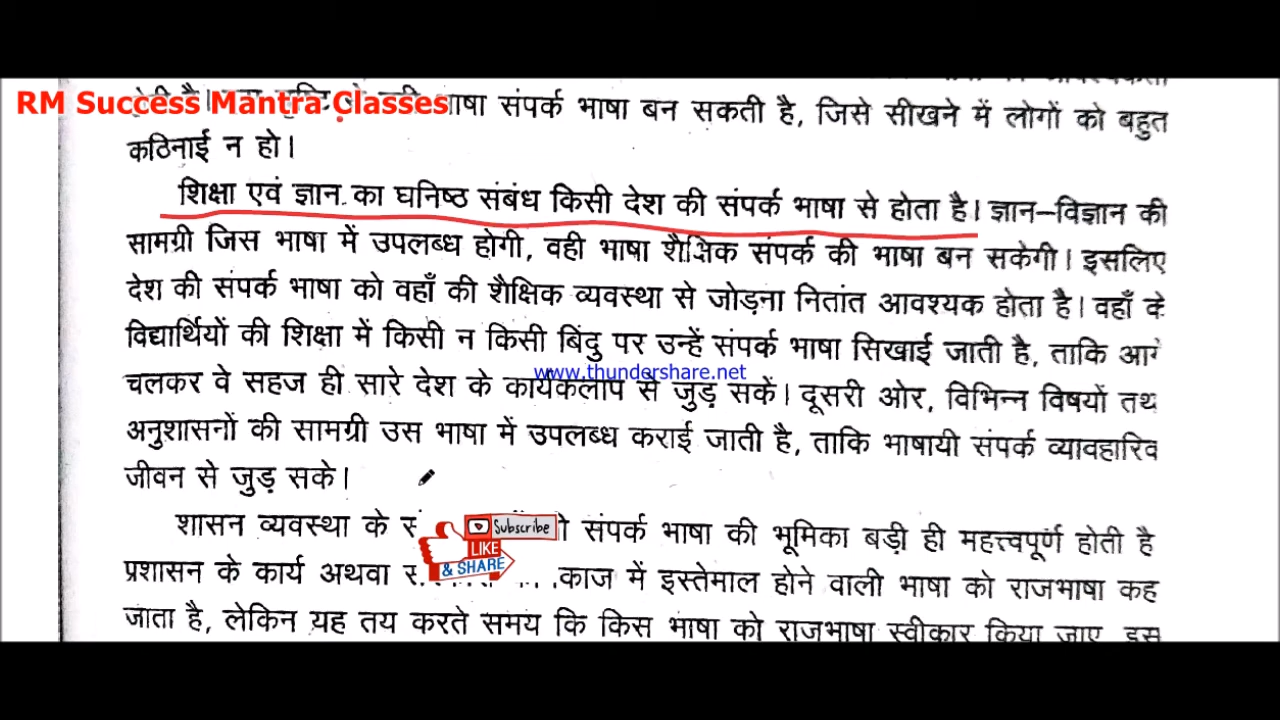 RM Success Mantra Classes
भाषा संपर्क भाषा बन सकती है, जिसे सीखने में लोगों को बहुत
कठिनाई न हो।
शिक्षा एवं ज्ञान का घनिष्ठ संबंध किसी देश की संपर्क भाषा से होता है। ज्ञान-विज्ञान की
सामग्री जिस भाषा में उपलब्ध होगी, वही भाषा शैक्षिक संपर्क की भाषा बन सकेगी। इसलिए
देश की संपर्क भाषा को वहाँ की शैक्षिक व्यवस्था से जोड़ना नितांत आवश्यक होता है। वहाँ के
विद्यार्थियों की शिक्षा में किसी न किसी बिंदु पर उन्हें संपर्क भाषा सिखाई जाती है, ताकि आगे
www.thundershare.net
चलकर वे सहज ही सारे देश के कार्यकलाप से जुड़ सकें। दूसरी ओर, विभिन्न विषयों
अनुशासनों की सामग्री उस भाषा में उपलब्ध कराई जाती है, ताकि भाषायी संपर्क
जीवन से जुड़ सके।
शासन व्यवस्था के संपर्क भाषा की भूमिका बड़ी ही महत्त्वपूर्ण होती है
Subscribe
LIKE
& SHARE
प्रशासन के कार्य अथवा काज में इस्तेमाल होने वाली भाषा को राजभाषा कह
जाता है, लेकिन यह तय करते समय कि किस भाषा को राजभाषा स्वीकार किया जाए, इस